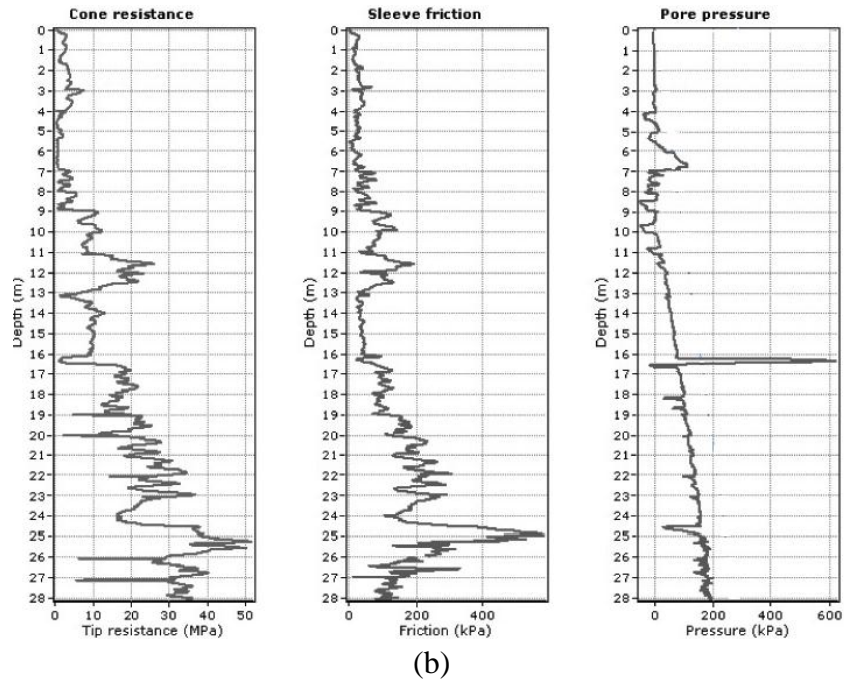 Cone resistance Sleeve friction Pore pressure
0 0 0
1 1 1
2 2 2
3 3 3
4 4 4
5 5 5
6 6 6
7 7 7
8 8 8
9 9 9
10 10 10
11 11 11
12 12 12
13 13 13
14 14 14
15 15 15
16 16 16
17 17 17
18 18 18
19 19 19
20 20 20
21 21 21
22 22 22
23 23 23
24 24 24
25 25 25
26 26 26
27 27 27
28 28 28
Depth (m) Depth (m) Depth (m)
0 10 20 30 40 50 0 200 400 0 200 400 600
Tip resistance (MPa) Friction (kPa) Pressure (kPa)
(b)